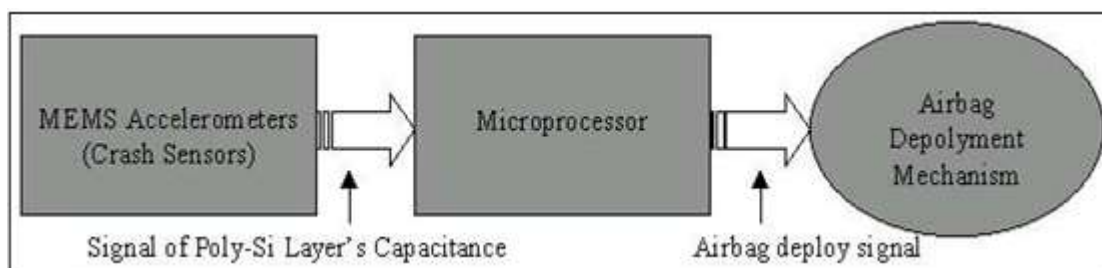 MEMS Accelerometers
(Crash Sensors)
Microprocessor
Airbag
Depolyment
Mechanism
Signal of Poly-Si Layer's Capacitance
Airbag deploy signal